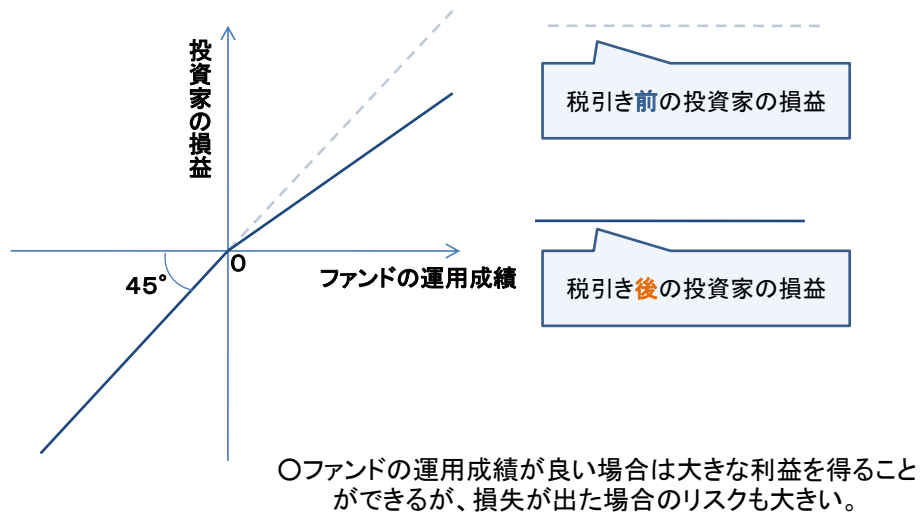 投資家の損益
税引き前の投資家の損益
0
45°
ファンドの運用成績
税引き後の投資家の損益
○ファンドの運用成績が良い場合は大きな利益を得ること
ができるが、損失が出た場合のリスクも大きい。